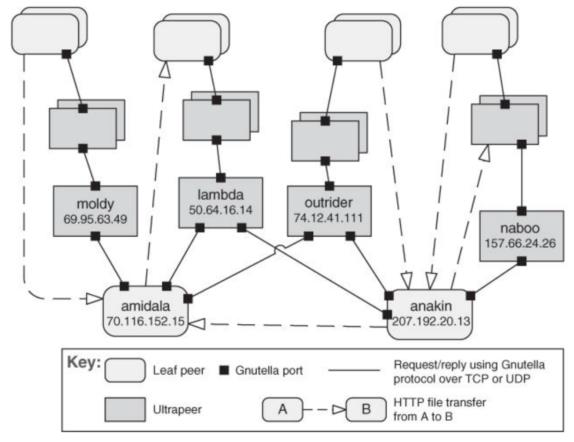 moldy
69.95.63.49
lambda
50.64.16.14
outrider
74.12.41.111
naboo
157.66.24.26
amidala
70.116.152.15
anakin
207.192.20.13
Key:
Leaf peer
Gnutella port
Request/reply using Gnutella
protocol over TCP or UDP
Ultrapeer
A
B
HTTP file transfer
from A to B